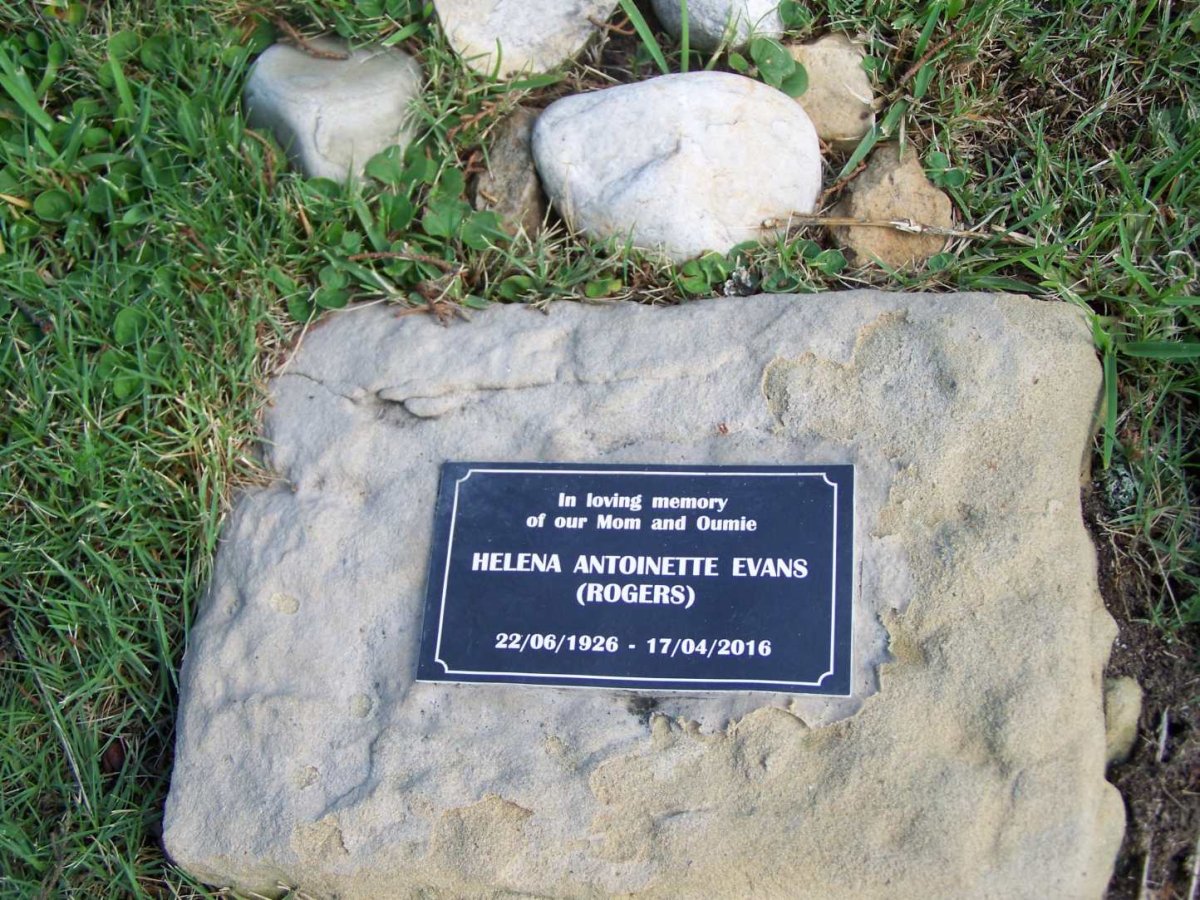 In loving memory
of our Mom and Oumie
HELENA ANTOINETTE EVANS
(ROGERS)
22/06/1926 - 17/04/2016